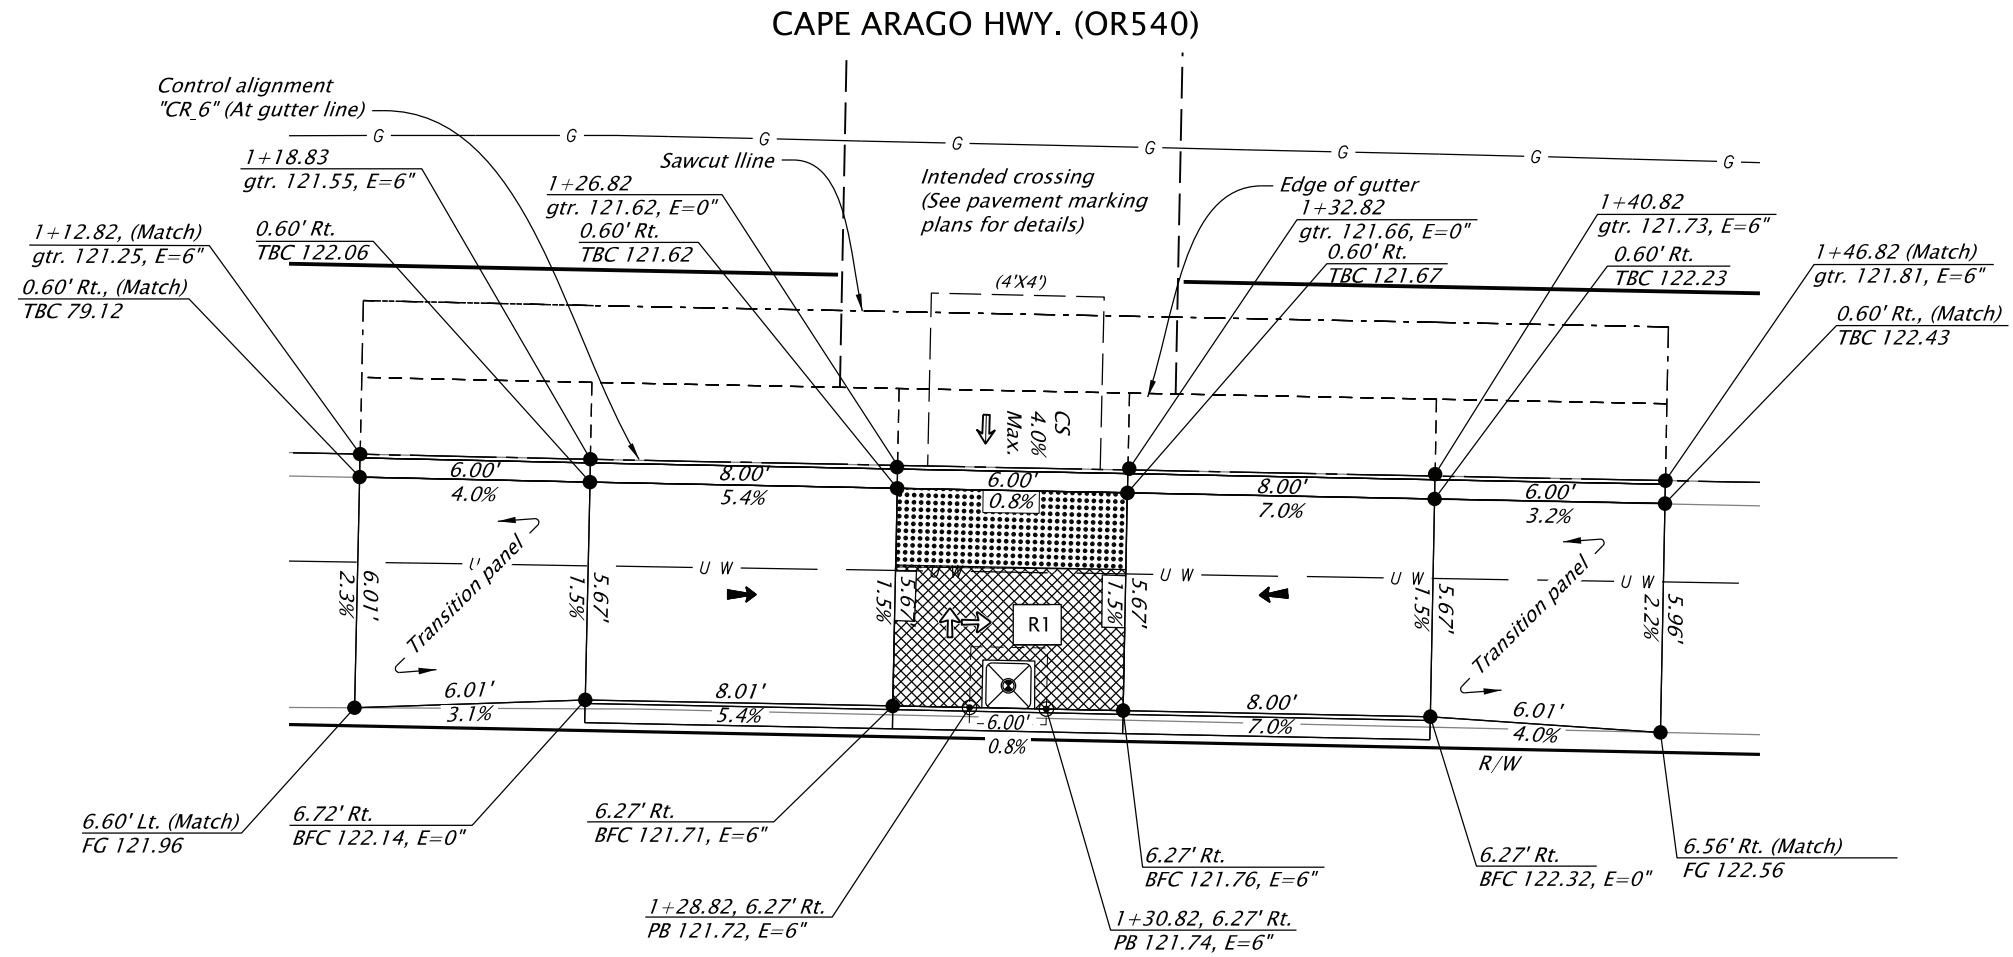 CAPE ARAGO HWY. (OR540)
Control alignment
"CR_6" (At gutter line)
G G G G G G G G
1+18.83
gtr. 121.55, E=6"
Sawcut lline
1+26.82
gtr. 121.62, E=0"
Intended crossing
(See pavement marking
plans for details)
Edge of gutter
1+32.82
gtr. 121.66, E=0"
1+40.82
gtr. 121.73, E=6"
1+12.82, (Match)
gtr. 121.25, E=6"
0.60' Rt.
TBC 122.06
0.60' Rt.
TBC 121.62
0.60' Rt.
TBC 121.67
0.60' Rt.
TBC 122.23
1+46.82 (Match)
gtr. 121.81, E=6"
0.60' Rt., (Match)
TBC 79.12
(4'X4')
0.60' Rt., (Match)
TBC 122.43
CS
4.0%
Max.
6.00'
4.0%
8.00'
5.4%
6.00'
0.8%
8.00'
7.0%
6.00'
3.2%
Transition panel
Transition panel
U W
U W
U W
U W
U W
6.01'
2.3%
5.67'
1.5%
5.67'
1.5%
5.67'
1.5%
5.67'
1.5%
5.96'
2.2%
R1
6.01'
3.1%
8.01'
5.4%
6.00'
0.8%
8.00'
7.0%
6.01'
4.0%
R/W
6.60' Lt. (Match)
FG 121.96
6.72' Rt.
BFC 122.14, E=0"
6.27' Rt.
BFC 121.71, E=6"
6.27' Rt.
BFC 121.76, E=6"
6.27' Rt.
BFC 122.32, E=0"
6.56' Rt. (Match)
FG 122.56
1+28.82, 6.27' Rt.
PB 121.72, E=6"
1+30.82, 6.27' Rt.
PB 121.74, E=6"